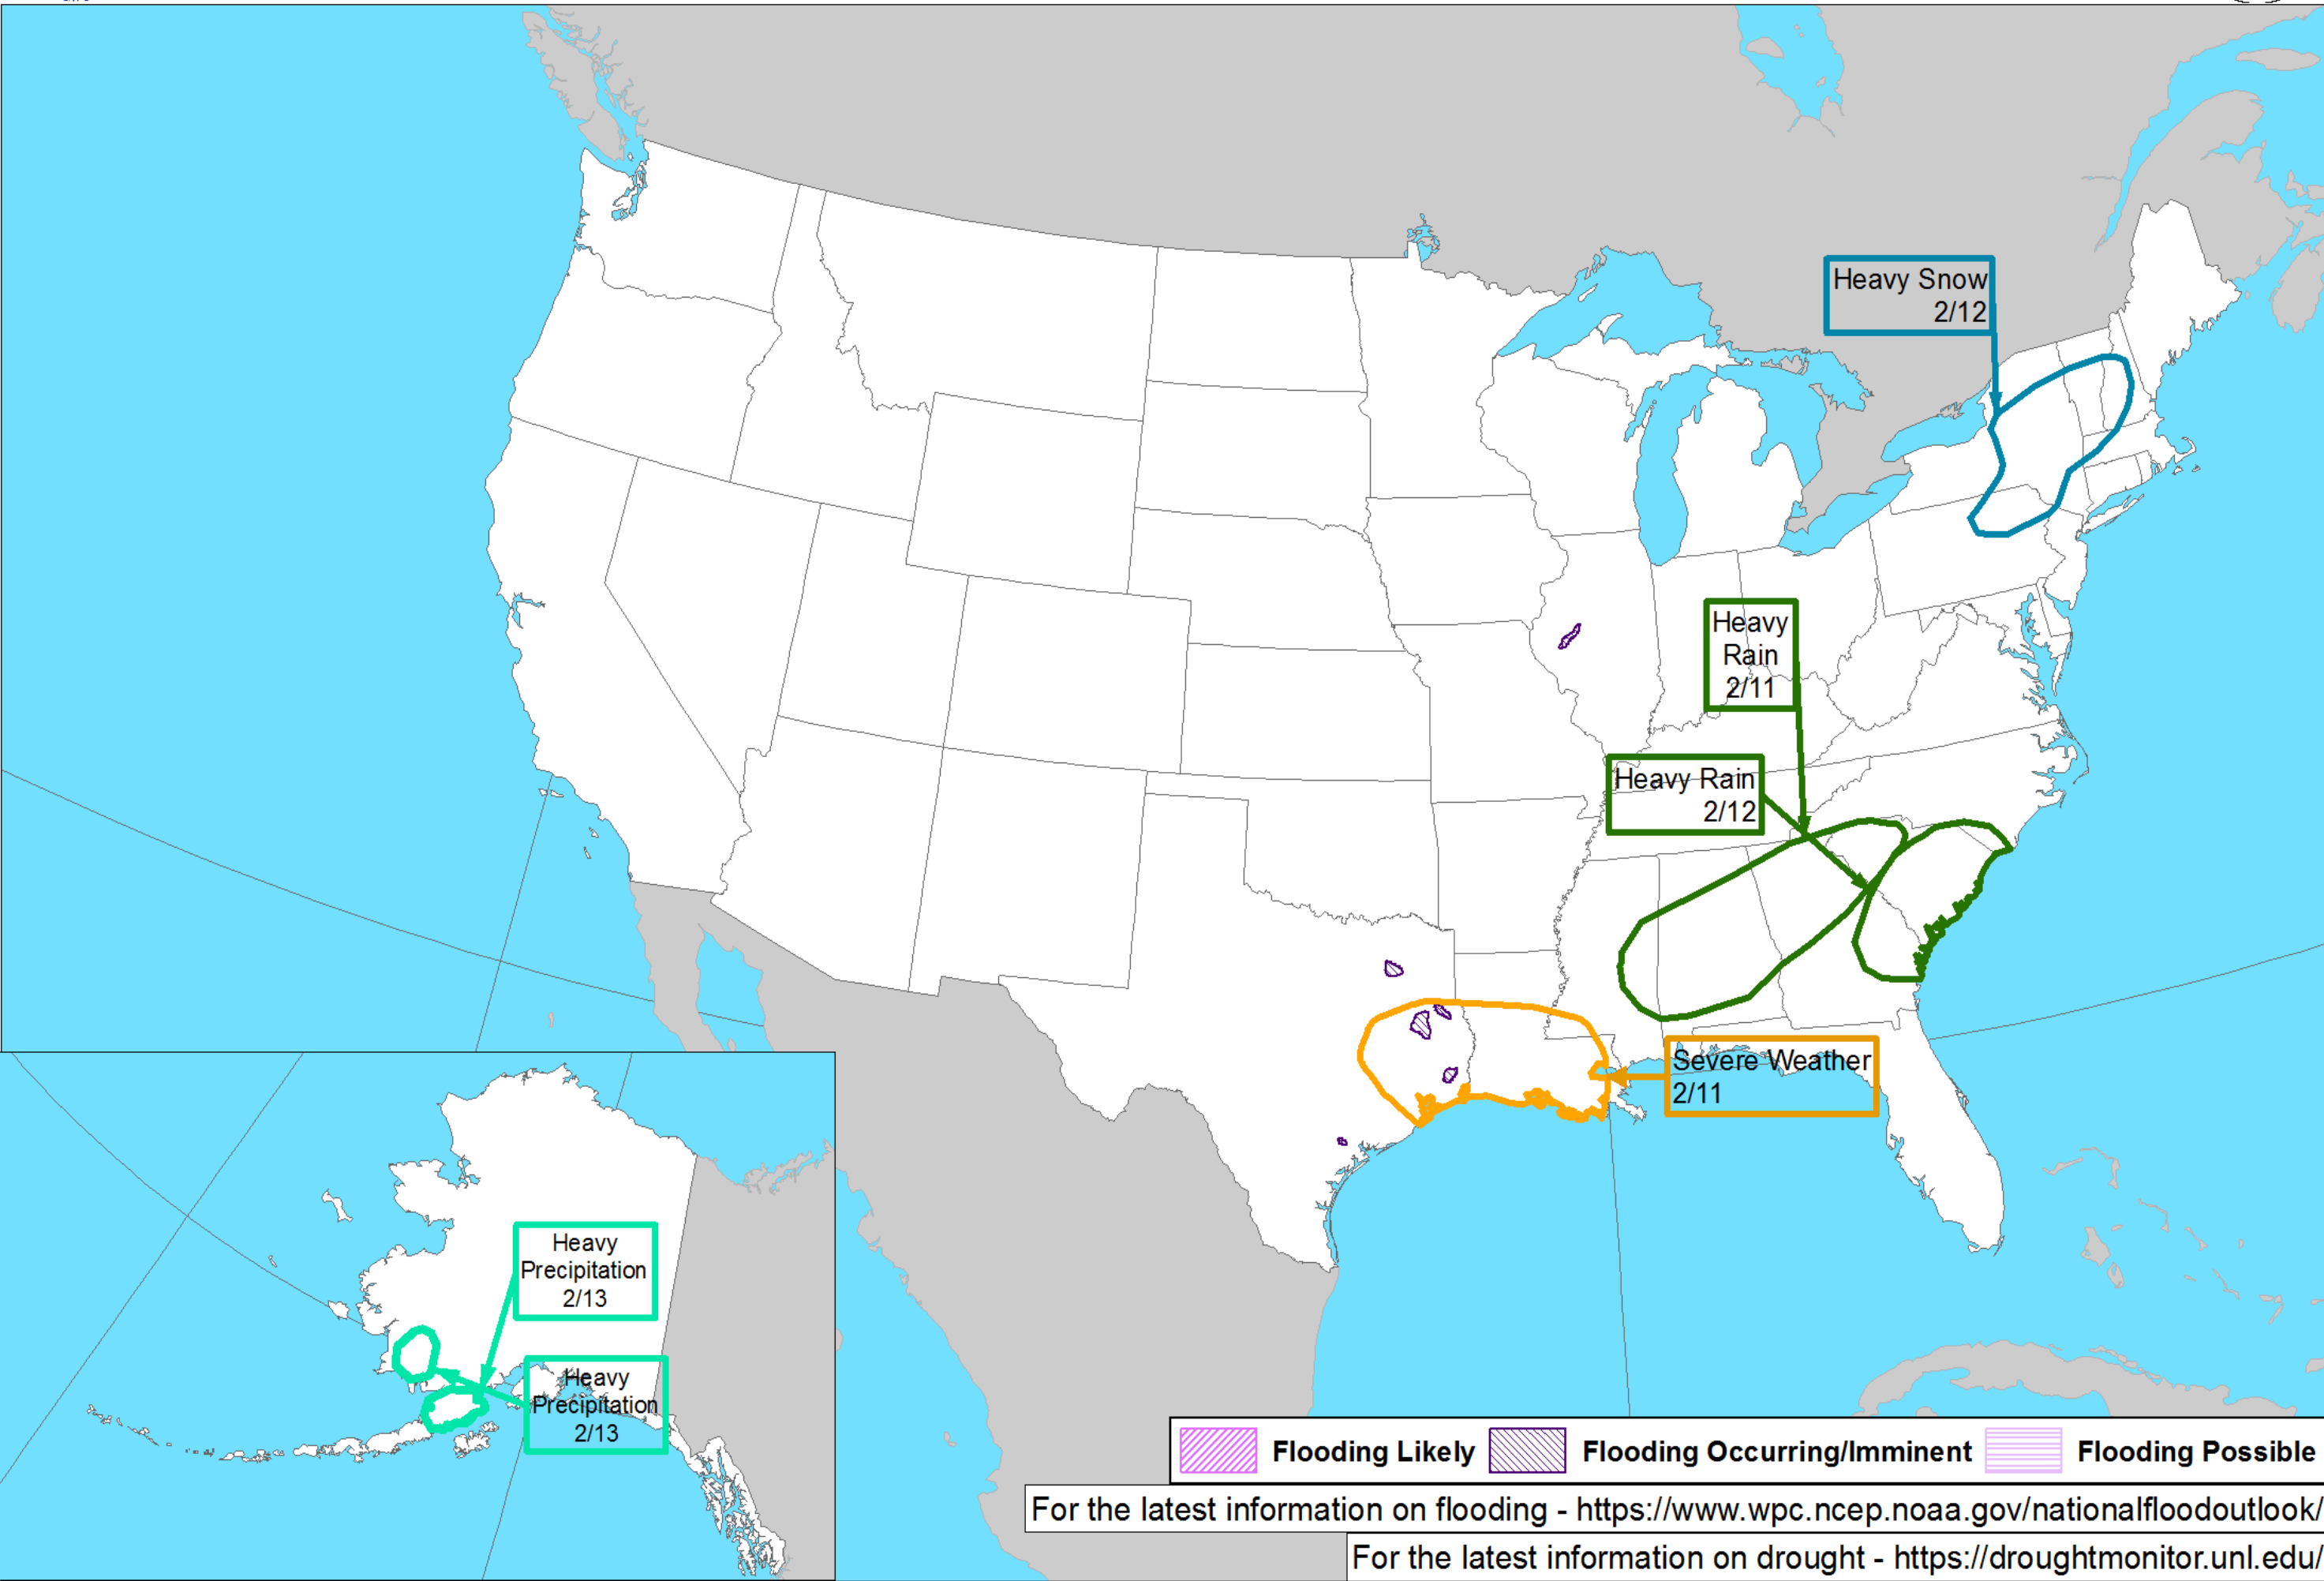 Heavy Snow
2/12
Heavy
Rain
2/11
Heavy Rain
2/12
Severe Weather
2/11
Heavy
Precipitation
2/13
Heavy
Precipitation
2/13
Flooding Likely
Flooding Occurring/Imminent
Flooding Possible
For the latest information on flooding - https://www.wpc.ncep.noaa.gov/nationalfloodoutlook/
For the latest information on drought - https://droughtmonitor.unl.edu/